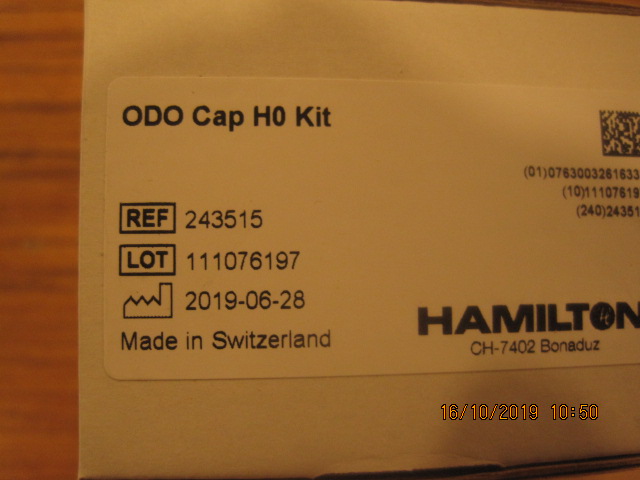 ODO Cap H0 Kit
(01)0763003261633
(10)11107619
(240)24351
REF 243515
LOT 111076197
2019-06-28
Made in Switzerland
HAMILTON
CH-7402 Bonaduz
16/10/2019 10:50